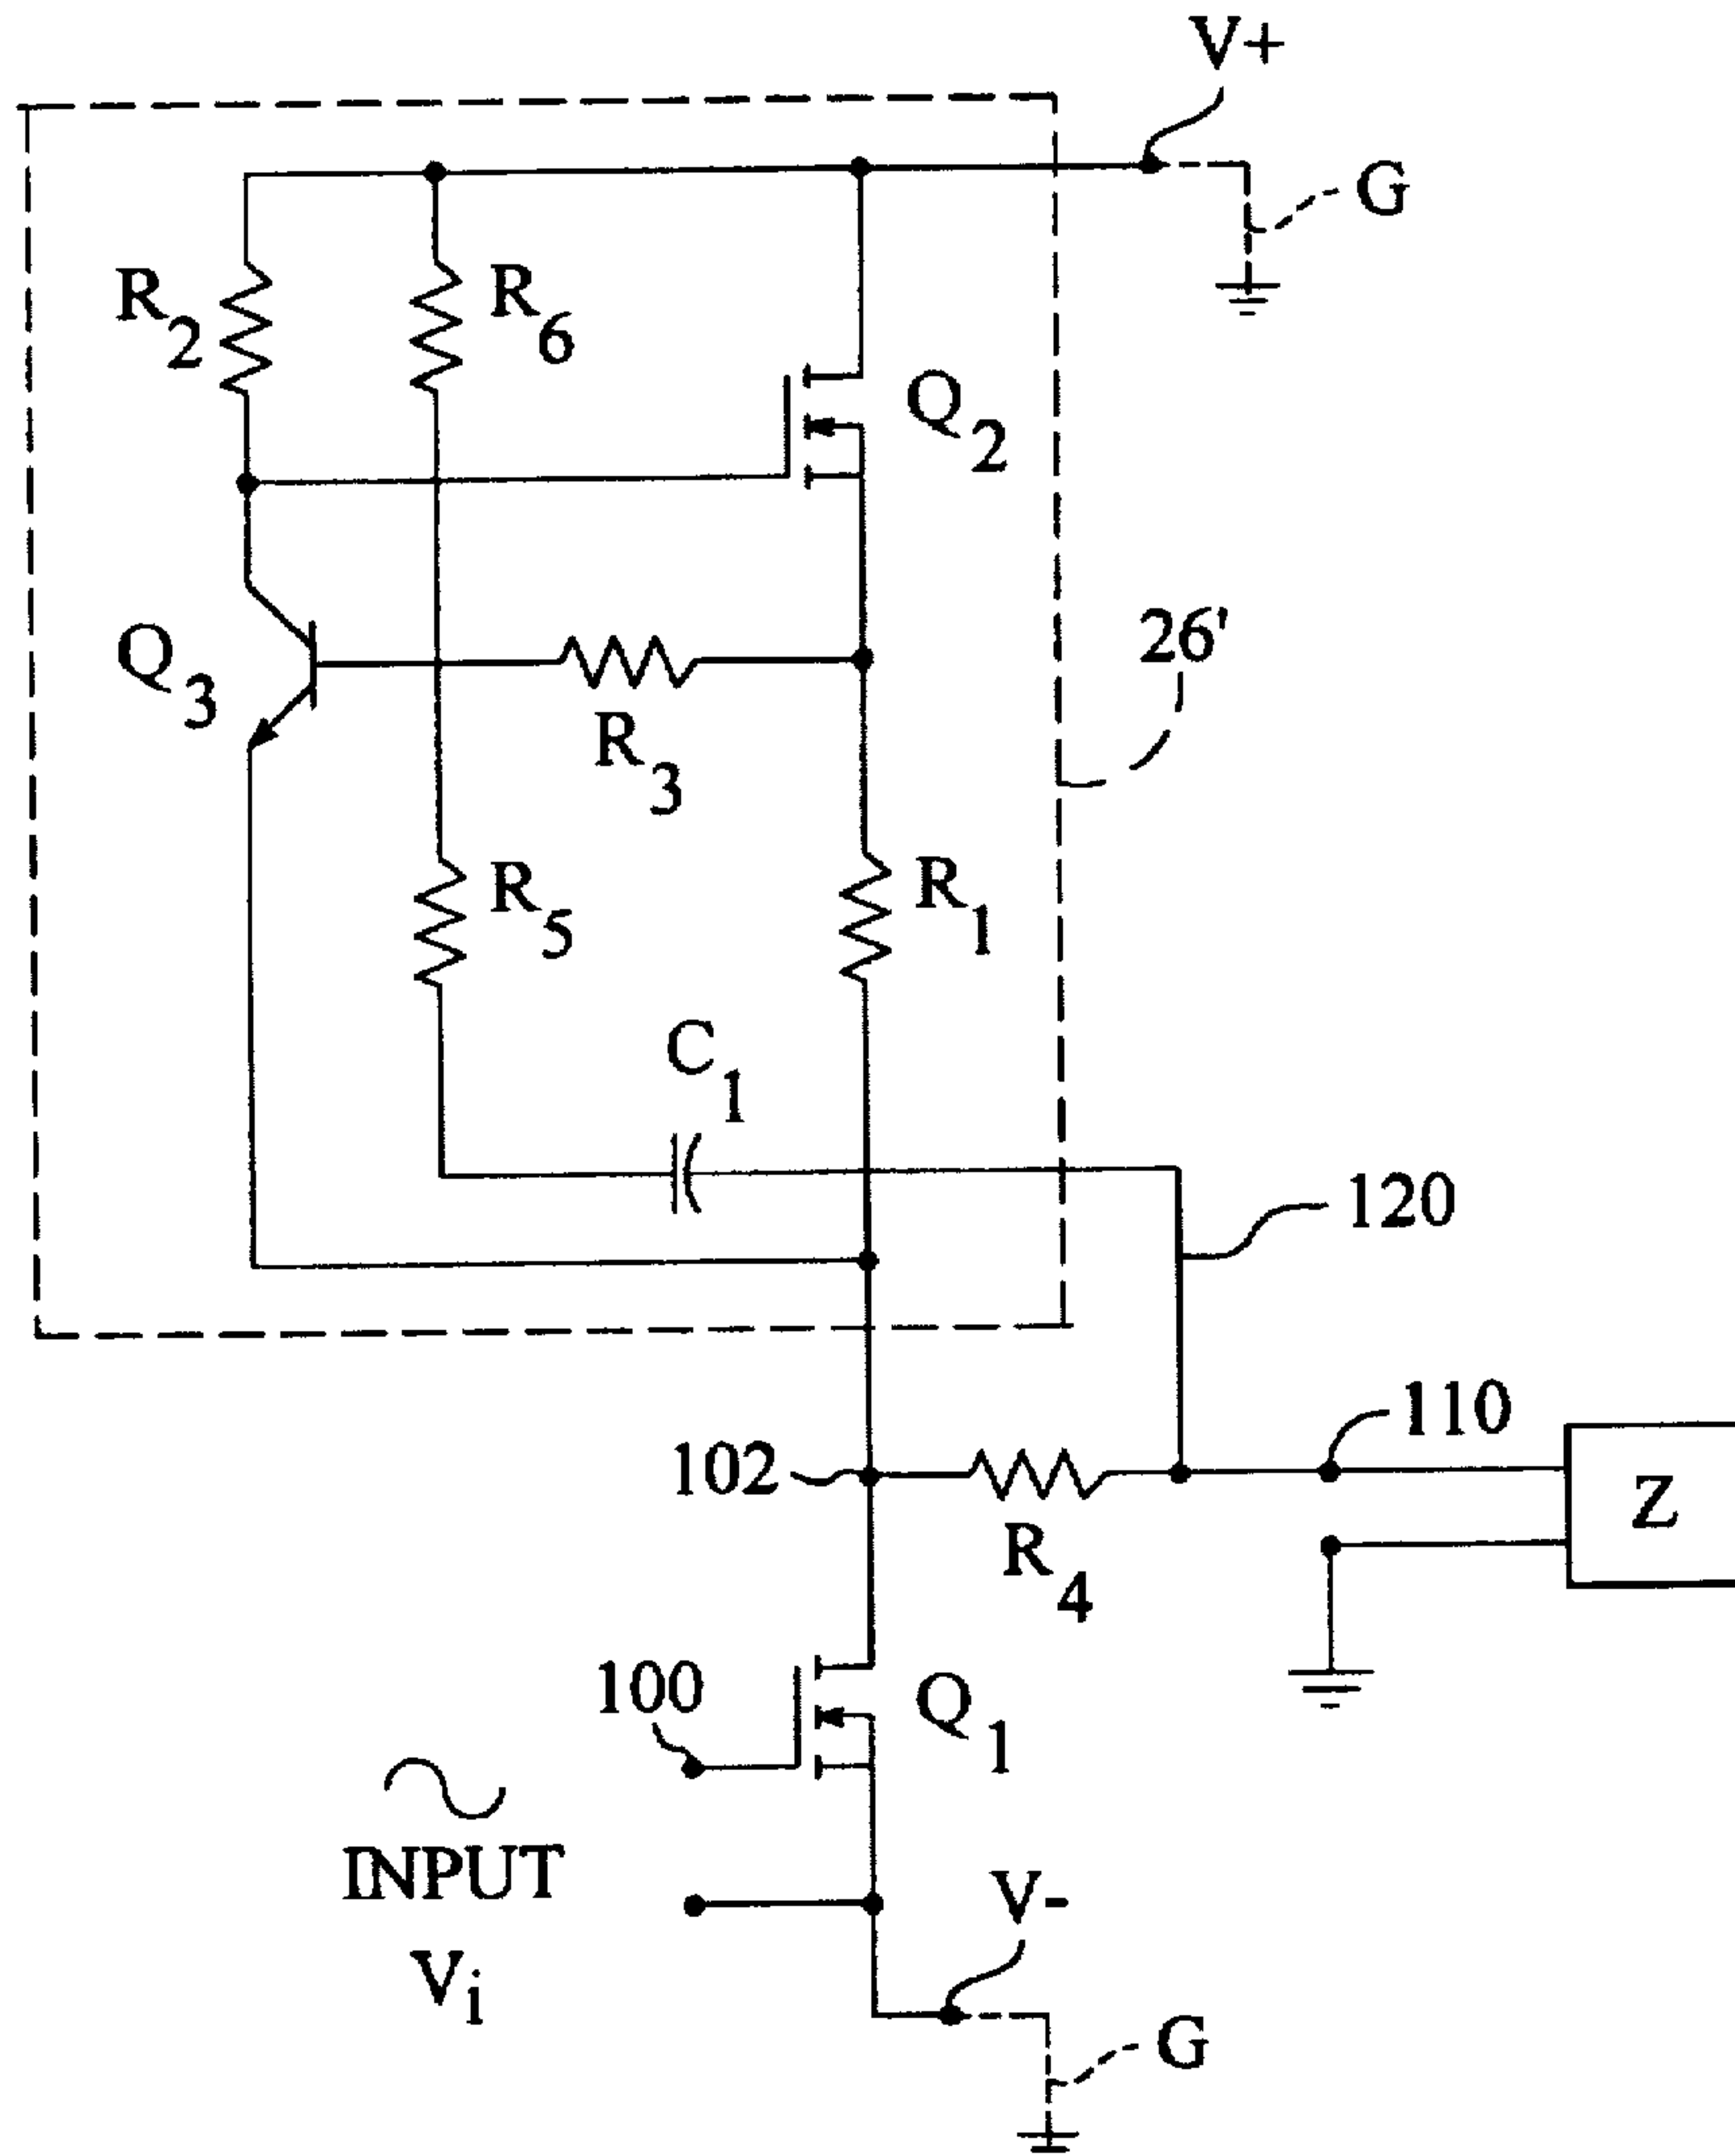 V+
G
R2
R6
Q2
26'
Q3
R3
R5
R1
C1
120
110
102
Z
R4
100
Q1
INPUT
Vi
V-
G